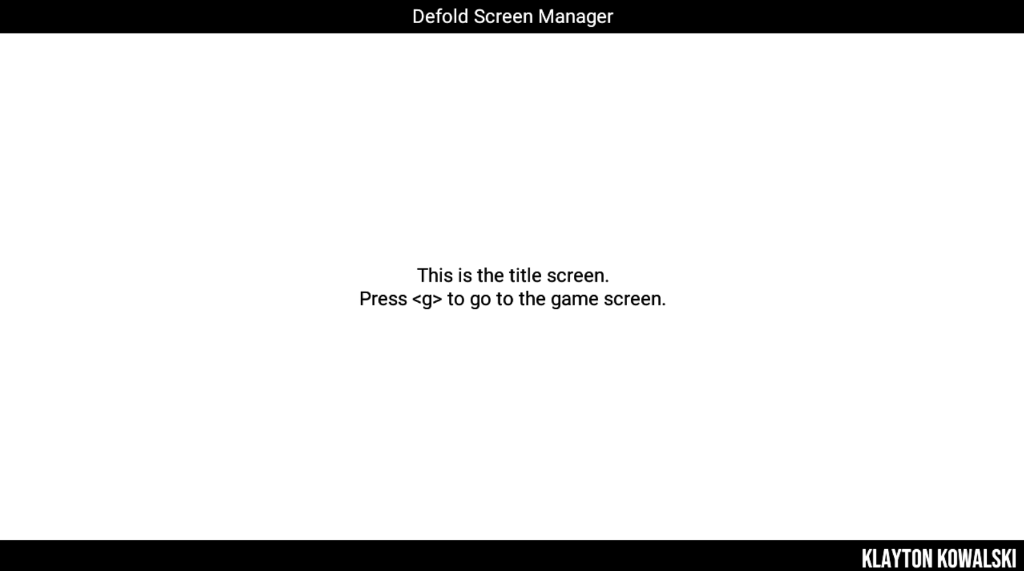 Defold Screen Manager
This is the title screen.
Press <g> to go to the game screen.
KLAYTON KOWALSKI